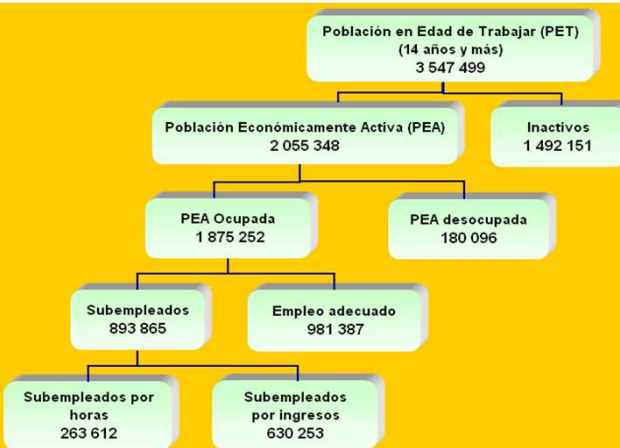 Población en Edad de Trabajar (PET)
(14 años y más)
3 547 499
Población Económicamente Activa (PEA)
2 055 348
Inactivos
1 492 151
PEA Ocupada
1 875 252
PEA desocupada
180 096
Subempleados
893 865
Empleo adecuado
981 387
Subempleados por
horas
263 612
Subempleados
por ingresos
630 253